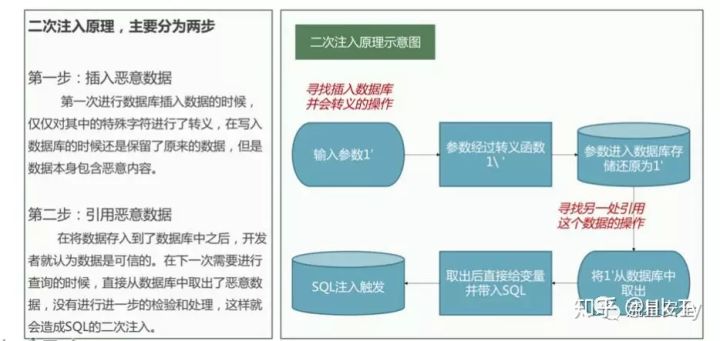 二次注入原理，主要分为两步
第一步：插入恶意数据
第一次进行数据库插入数据的时候，
仅仅对其中的特殊字符进行了转义，在写入
数据库的时候还是保留了原来的数据，但是
数据本身包含恶意内容。
第二步：引用恶意数据
在将数据存入到了数据库中之后，开发
者就认为数据是可信的。在下一次需要进行
查询的时候，直接从数据库中取出了恶意数
据，没有进行进一步的检验和处理，这样就
会造成SQL的二次注入。
二次注入原理示意图
寻找插入数据库
并会转义的操作
输入参数1'
参数经过转义函数
1\ '
参数进入数据库存
储还原为1'
寻找另一处引用
这个数据的操作
将1'从数据库中
取出
取出后直接给变量
并带入SQL
SQL注入触发
知乎